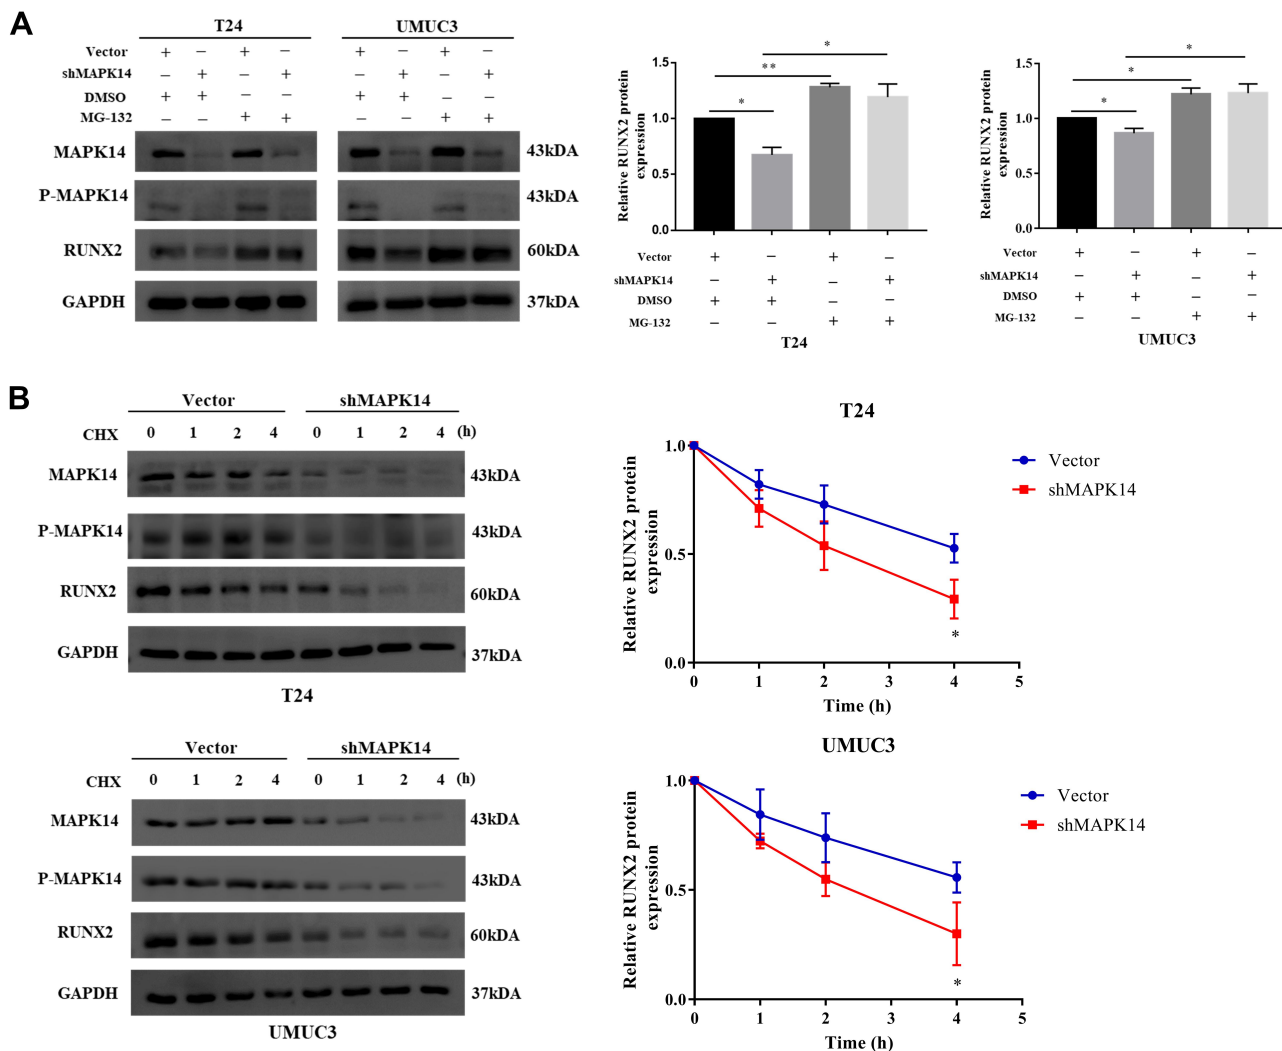 A
T24 UMUC3
Vector + − + − + − + −
shMAPK14 − + − + − + − +
DMSO + + − − + + − −
MG-132 − − + + − − + +
MAPK14 43kDA
P-MAPK14 43kDA
RUNX2 60kDA
GAPDH 37kDA
Relative RUNX2 protein
expression
1.5
1.0
0.5
0.0
* ** *
Vector + − + −
shMAPK14 − + − +
DMSO + + − −
MG-132 − − + +
T24
Relative RUNX2 protein
expression
1.5
1.0
0.5
0.0
* * *
Vector + − + −
shMAPK14 − + − +
DMSO + + − −
MG-132 − − + +
UMUC3
B
Vector shMAPK14
CHX 0 1 2 4 0 1 2 4 (h)
MAPK14 43kDA
P-MAPK14 43kDA
RUNX2 60kDA
GAPDH 37kDA
T24
T24
Relative RUNX2 protein
expression
1.0
0.5
0.0
0 1 2 3 4 5
Time (h)
*
Vector
shMAPK14
Vector shMAPK14
CHX 0 1 2 4 0 1 2 4 (h)
MAPK14 43kDA
P-MAPK14 43kDA
RUNX2 60kDA
GAPDH 37kDA
UMUC3
UMUC3
Relative RUNX2 protein
expression
1.0
0.5
0.0
0 1 2 3 4 5
Time (h)
*
Vector
shMAPK14